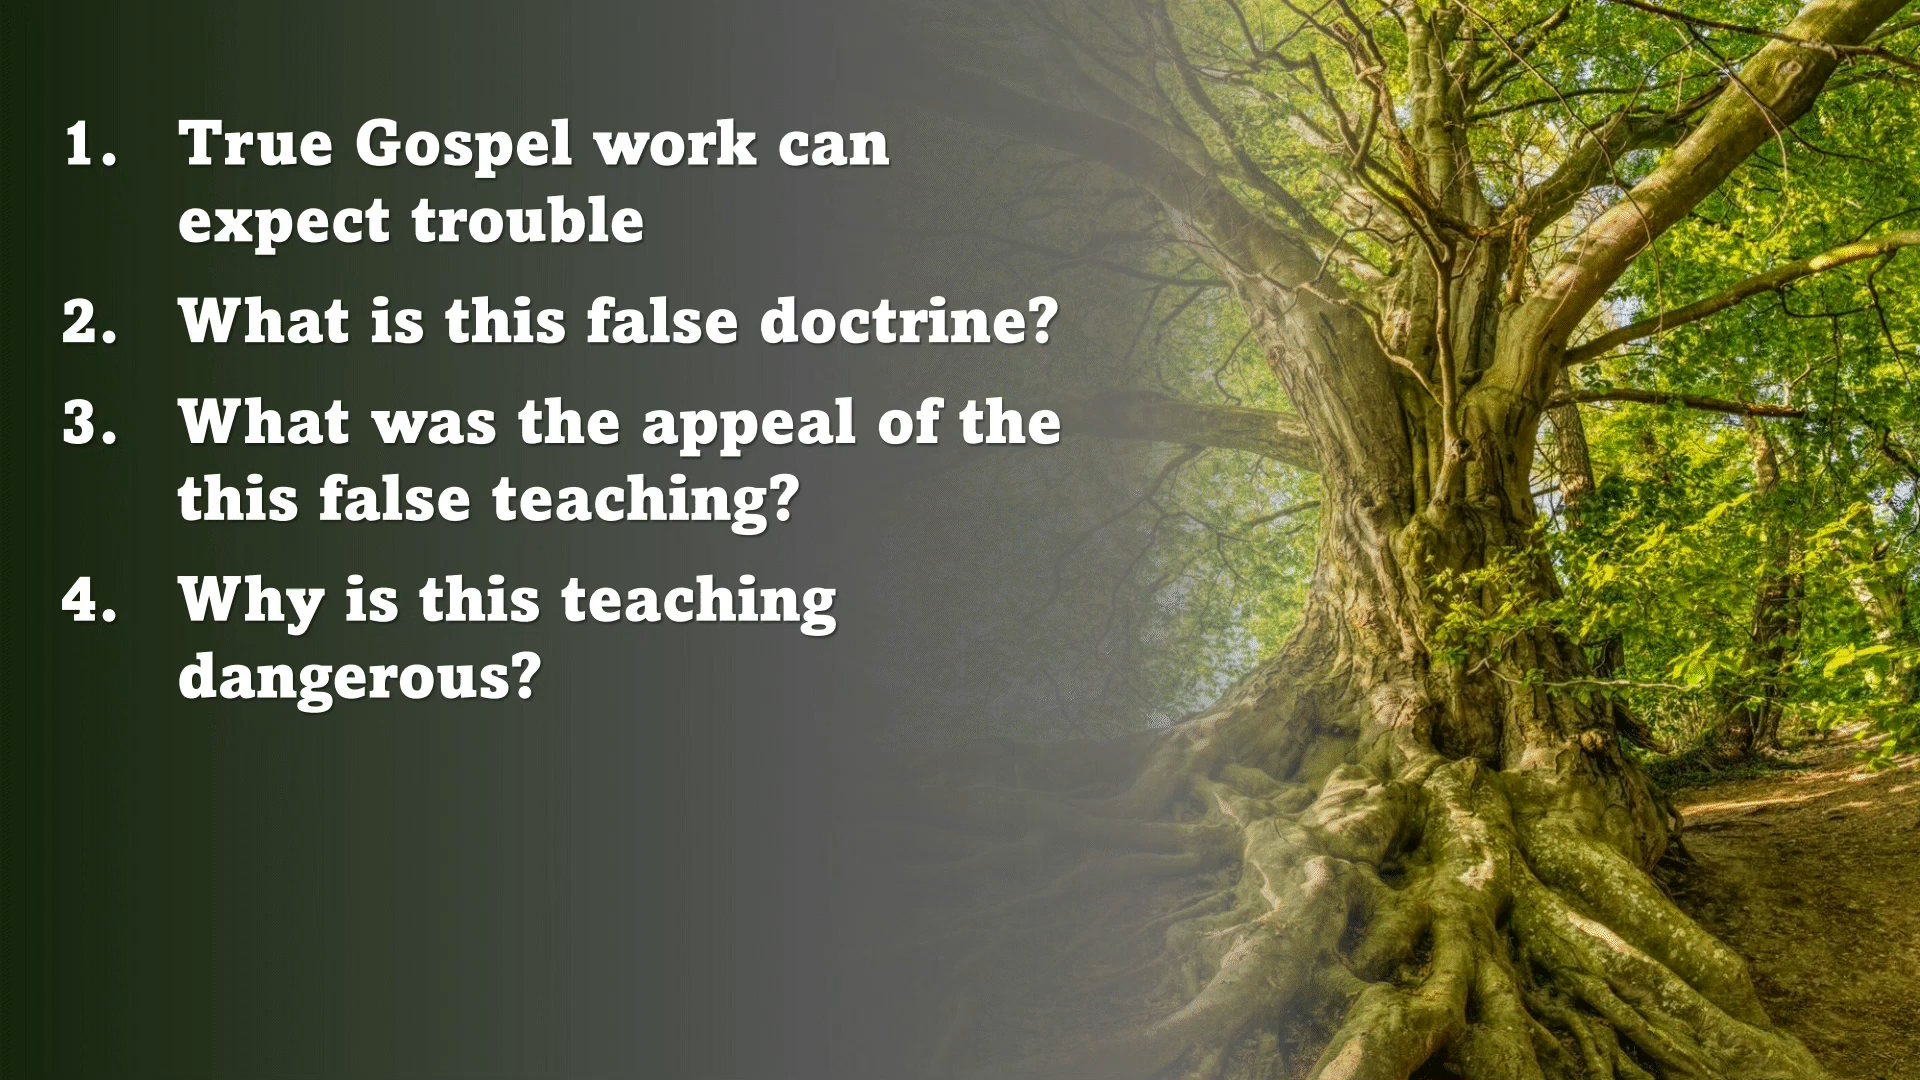 1. True Gospel work can
expect trouble
2. What is this false doctrine?
3. What was the appeal of the
this false teaching?
4. Why is this teaching
dangerous?